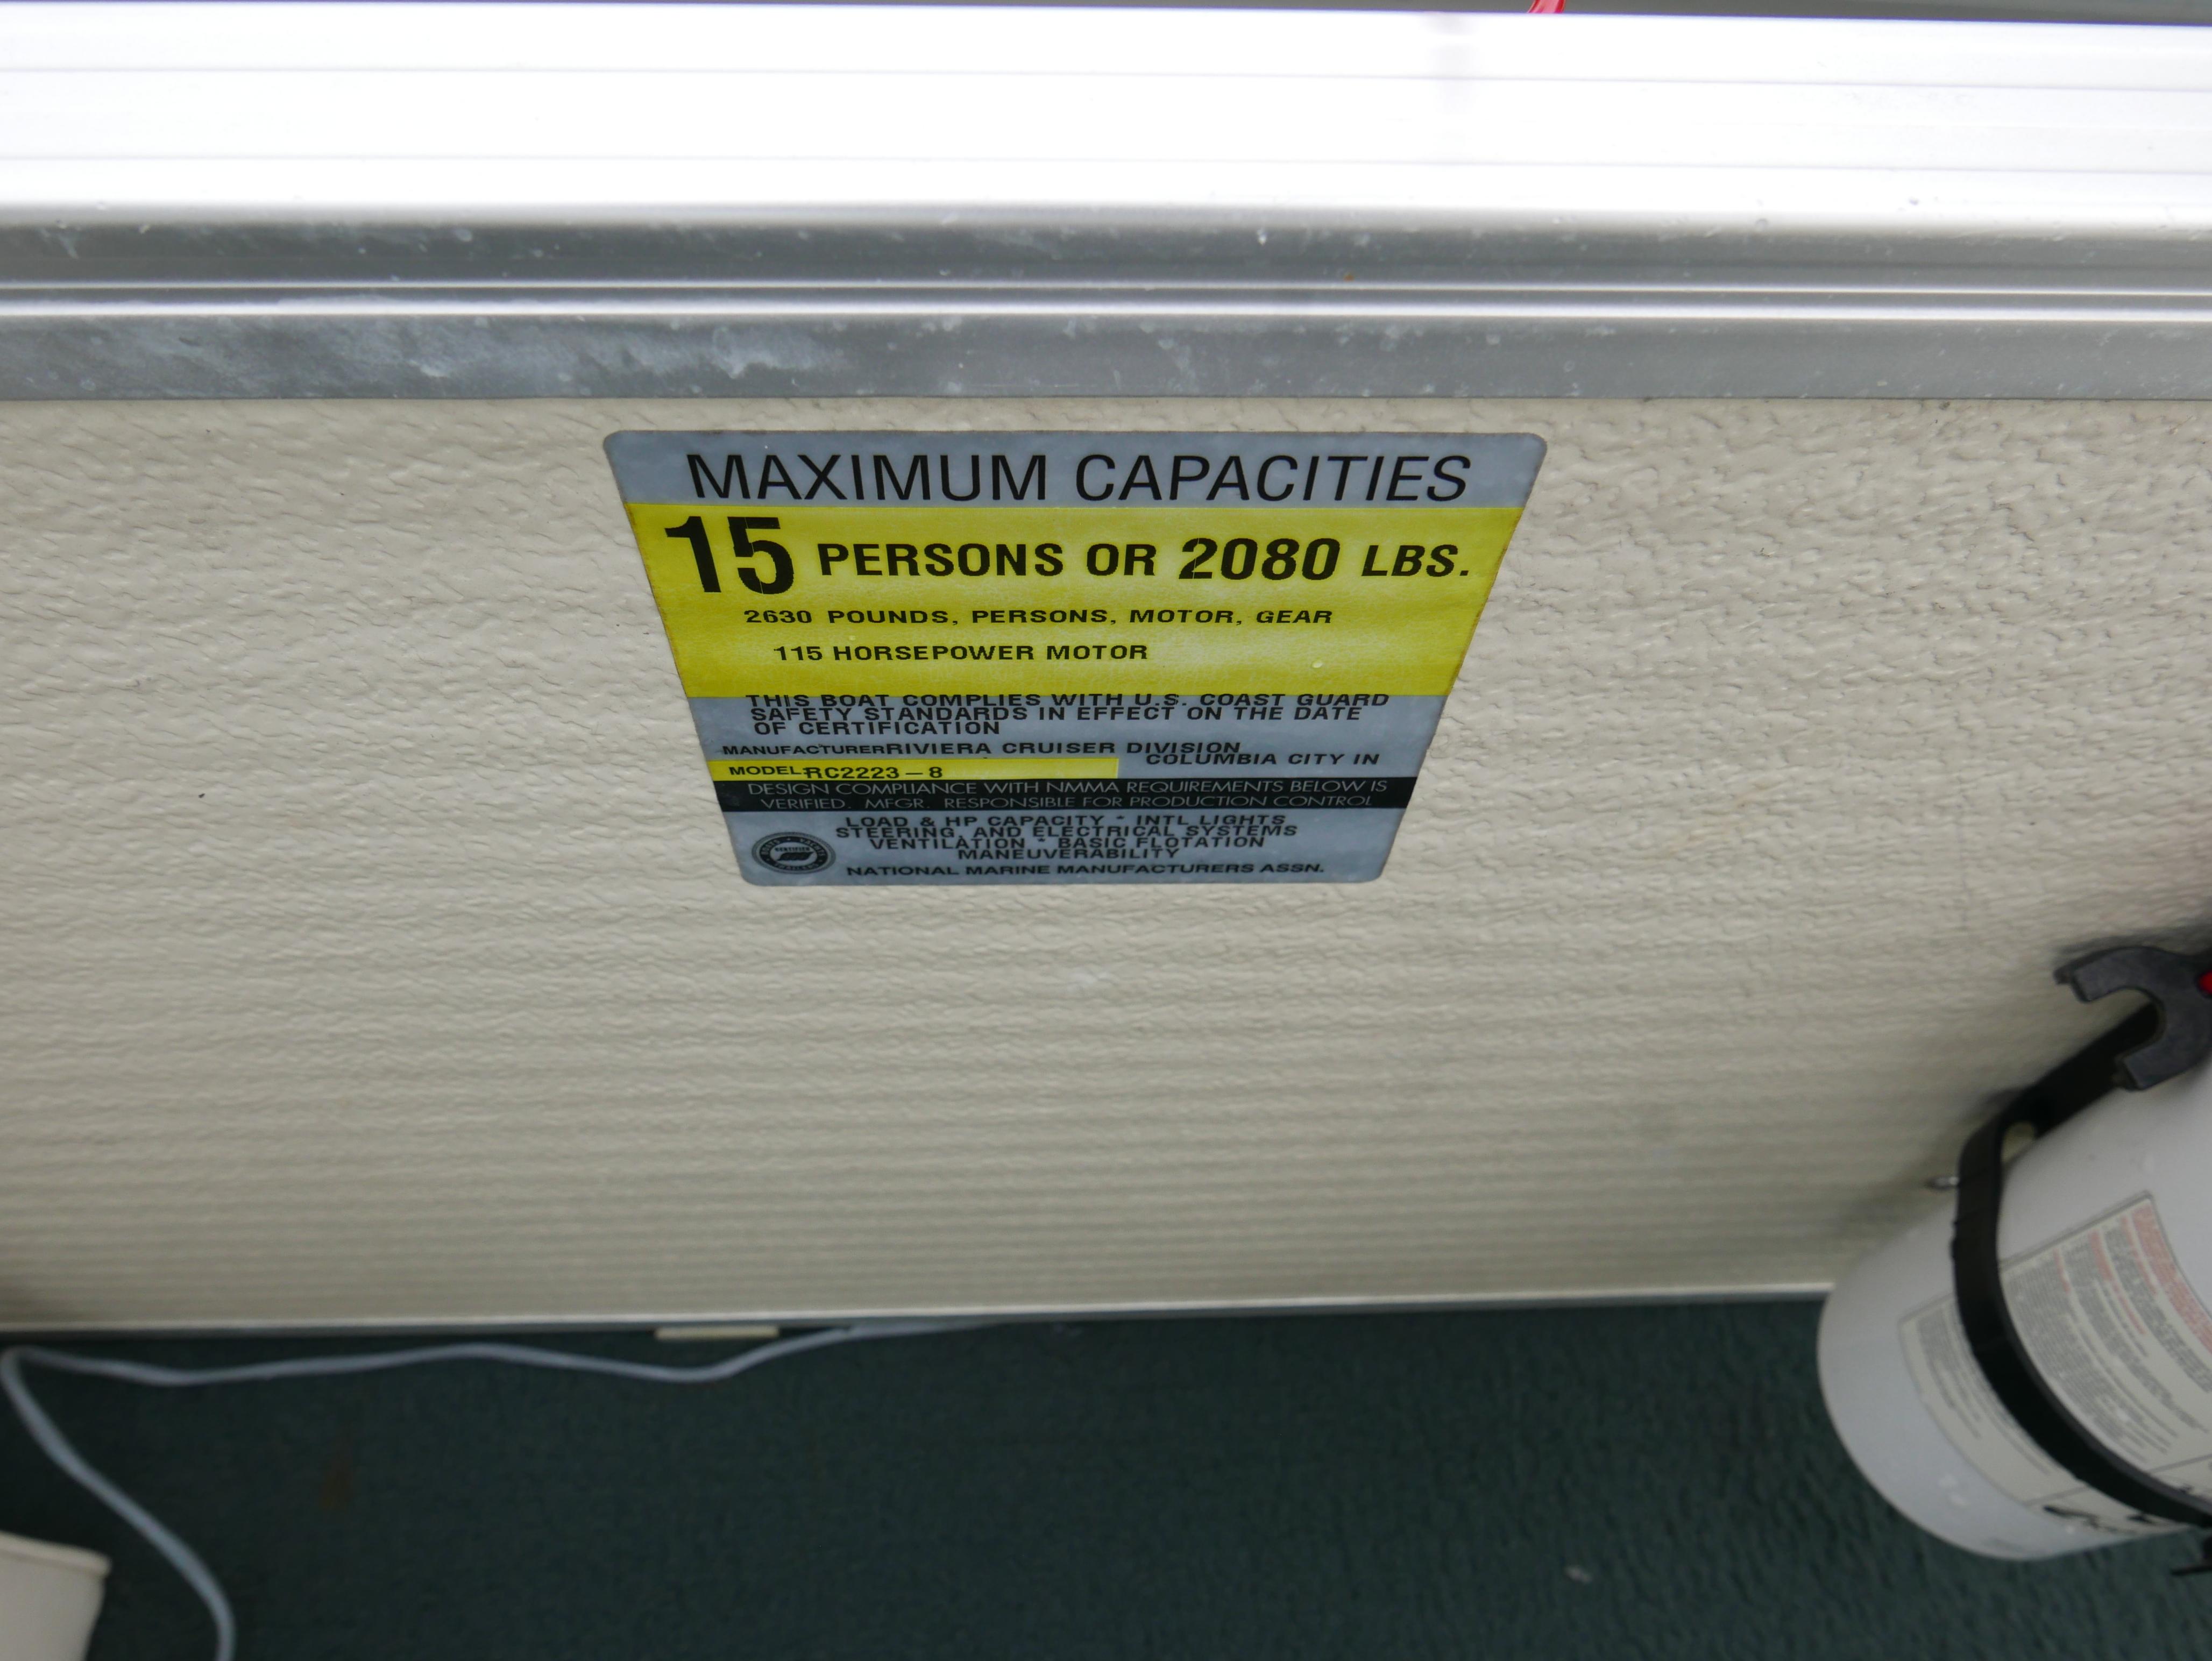 MAXIMUM CAPACITIES
15 PERSONS OR 2080 LBS.
2630 POUNDS, PERSONS, MOTOR, GEAR
115 HORSEPOWER MOTOR
THIS BOAT COMPLIES WITH U.S. COAST GUARD
SAFETY STANDARDS IN EFFECT ON THE DATE
OF CERTIFICATION
MANUFACTURER RIVIERA CRUISER DIVISION
COLUMBIA CITY IN
MODEL: RC2223-8
DESIGN COMPLIANCE WITH NMMA REQUIREMENTS BELOW IS
VERIFIED. MFGR. RESPONSIBLE FOR PRODUCTION CONTROL
LOAD & HP CAPACITY * INTL LIGHTS
STEERING, AND ELECTRICAL SYSTEMS
VENTILATION * BASIC FLOTATION
MANEUVERABILITY
NATIONAL MARINE MANUFACTURERS ASSN.
CERTIFIED